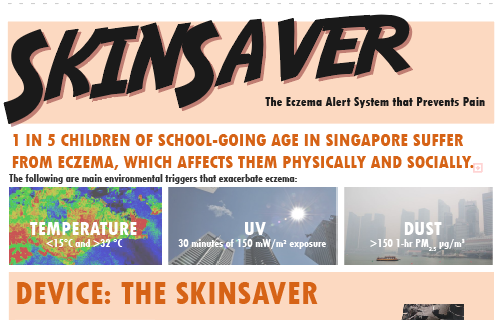 SKINSAVER
The Eczema Alert System that Prevents Pain
1 IN 5 CHILDREN OF SCHOOL-GOING AGE IN SINGAPORE SUFFER
FROM ECZEMA, WHICH AFFECTS THEM PHYSICALLY AND SOCIALLY.
The following are main environmental triggers that exacerbate eczema:
TEMPERATURE
<15°C and >32 °C
UV
30 minutes of 150 mW/m² exposure
DUST
>150 1-hr PM2.5 µg/m³
DEVICE: THE SKINSAVER